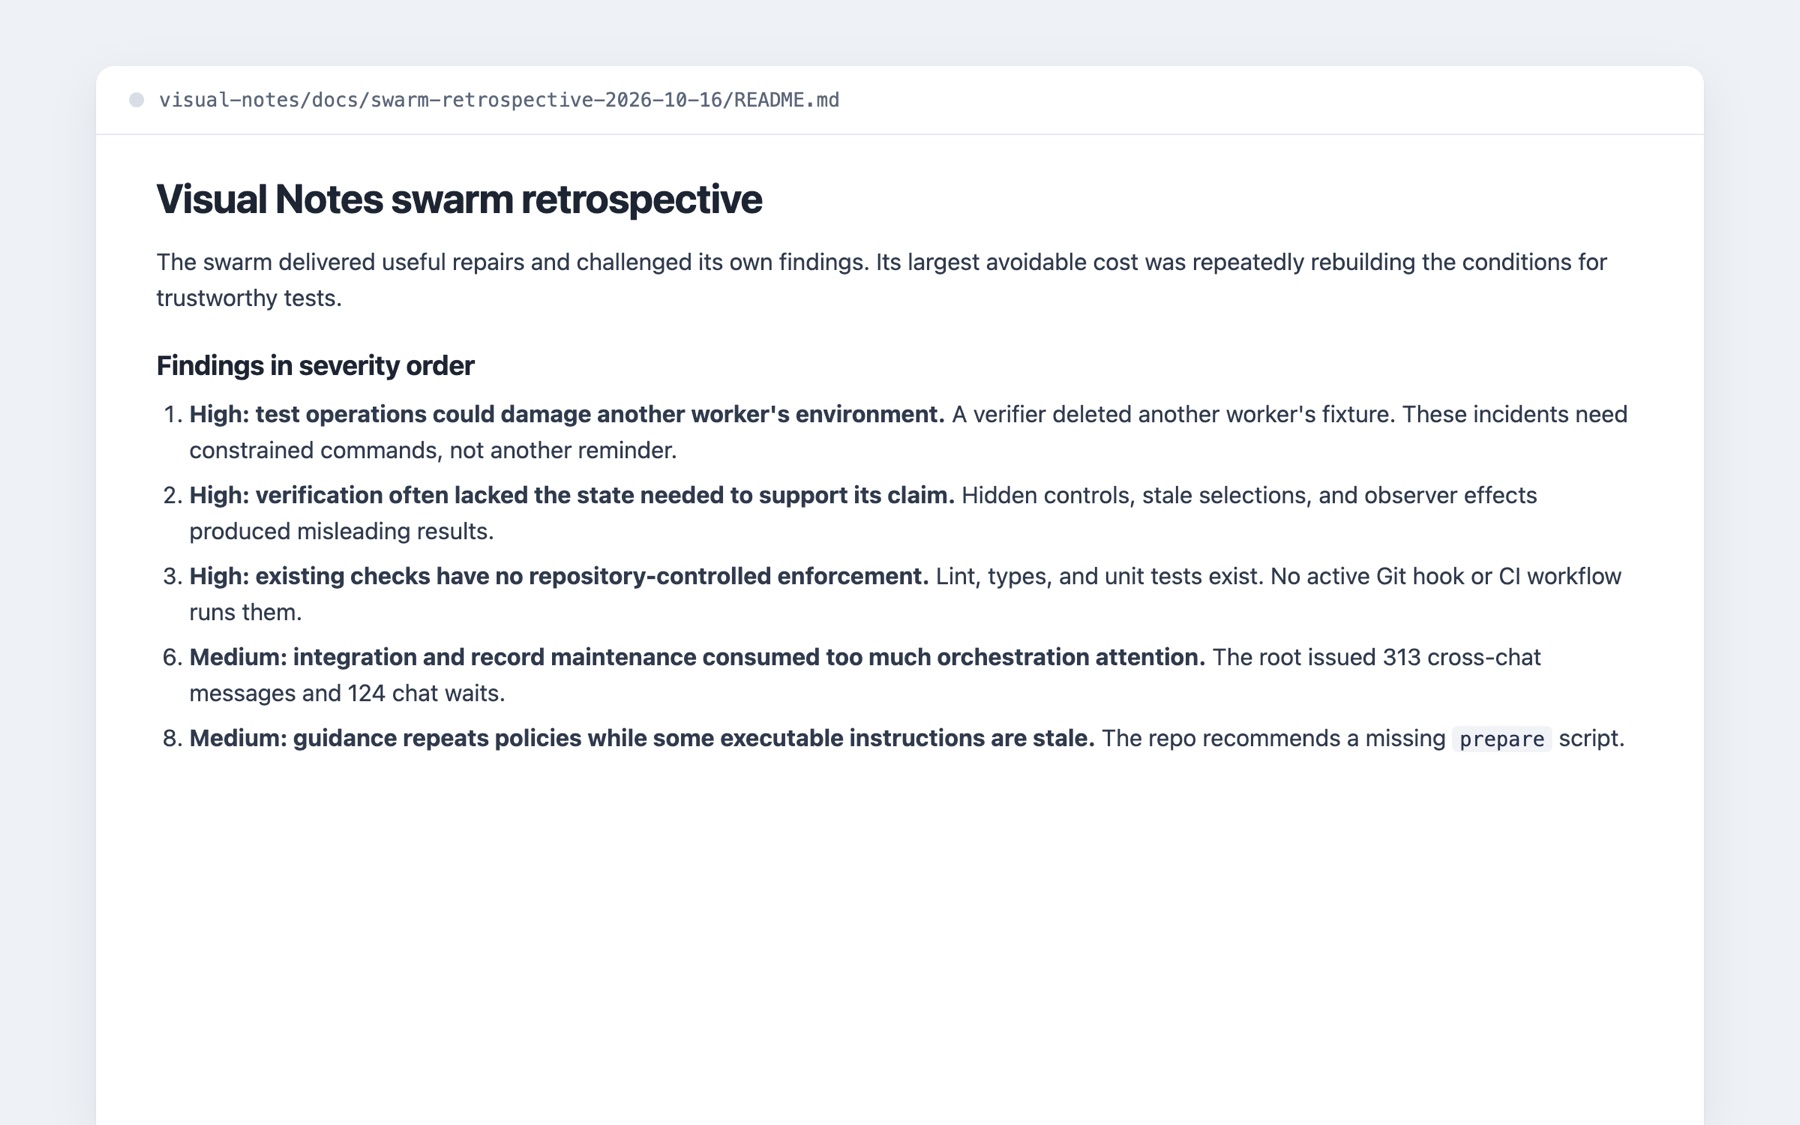 visual-notes/docs/swarm-retrospective-2026-10-16/README.md
Visual Notes swarm retrospective
The swarm delivered useful repairs and challenged its own findings. Its largest avoidable cost was repeatedly rebuilding the conditions for
trustworthy tests.
Findings in severity order
1. High: test operations could damage another worker's environment. A verifier deleted another worker's fixture. These incidents need
constrained commands, not another reminder.
2. High: verification often lacked the state needed to support its claim. Hidden controls, stale selections, and observer effects
produced misleading results.
3. High: existing checks have no repository-controlled enforcement. Lint, types, and unit tests exist. No active Git hook or CI workflow
runs them.
6. Medium: integration and record maintenance consumed too much orchestration attention. The root issued 313 cross-chat
messages and 124 chat waits.
8. Medium: guidance repeats policies while some executable instructions are stale. The repo recommends a missing prepare script.